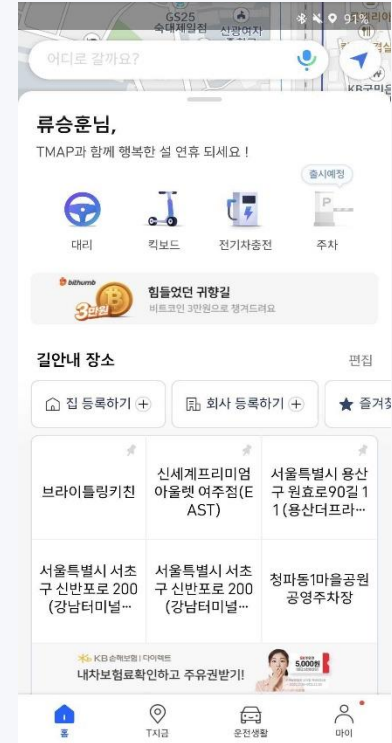 GS25
숙대제일점
신광여자
91%
어디로 갈까요?
KB국민은
류승훈님,
TMAP과 함께 행복한 설 연휴 되세요 !
출시예정
P
대리
킥보드
전기차충전
주차
bithumb
3만원
힘들었던 귀향길
비트코인 3만원으로 챙겨드려요
길안내 장소
편집
집 등록하기
회사 등록하기
즐겨찾
브라이틀링키친
신세계프리미엄
아울렛 여주점(E
AST)
서울특별시 용산
구 원효로90길 1
1 (용산더프라…
서울특별시 서초
구 신반포로 200
(강남터미널…
서울특별시 서초
구 신반포로 200
(강남터미널…
청파동1마을공원
공영주차장
KB손해보험 | 다이렉트
내차보험료확인하고 주유권받기!
5,000원
홈
T지금
운전생활
마이